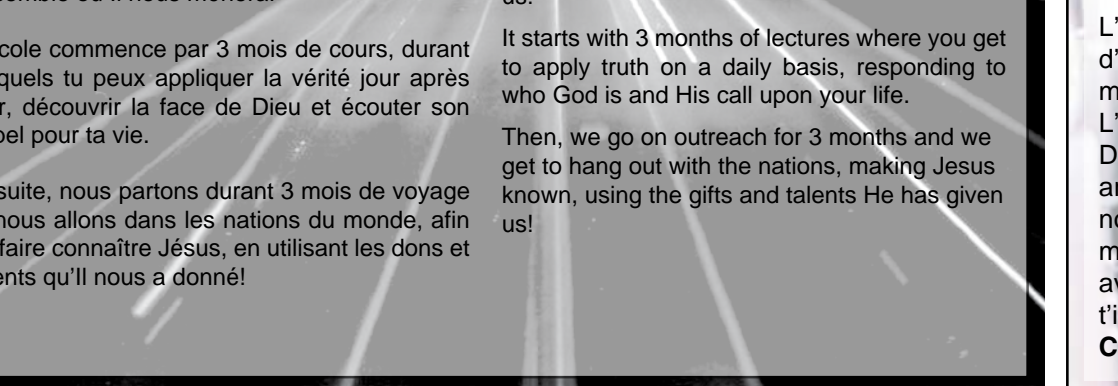 cole commence par 3 mois de cours, durant
quels tu peux appliquer la vérité jour après
r, découvrir la face de Dieu et écouter son
pel pour ta vie.
suite, nous partons durant 3 mois de voyage
nous allons dans les nations du monde, afin
faire connaître Jésus, en utilisant les dons et
ents qu’Il nous a donné!
It starts with 3 months of lectures where you get
to apply truth on a daily basis, responding to
who God is and His call upon your life.
Then, we go on outreach for 3 months and we
get to hang out with the nations, making Jesus
known, using the gifts and talents He has given
us!
L’
d’
m
L’
D
a
n
m
a
t’i
C